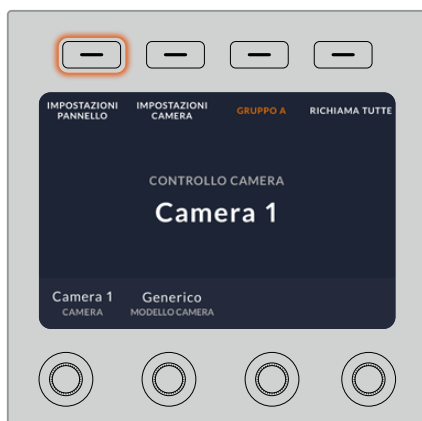 IMPOSTAZIONI PANNELLO
IMPOSTAZIONI CAMERA
GRUPPO A
RICHIAMA TUTTE
CONTROLLO CAMERA
Camera 1
Camera 1
CAMERA
Generico
MODELLO CAMERA